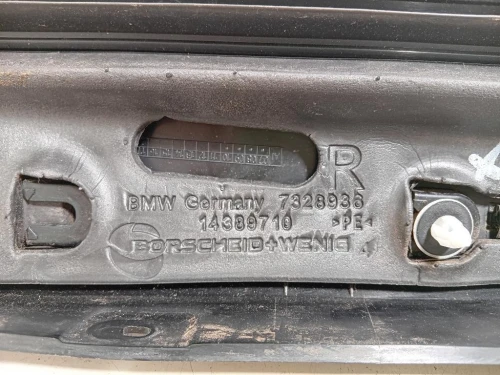 R
BMW Germany 7328936
14389710 >PE<
BORSCHEID+WENIG